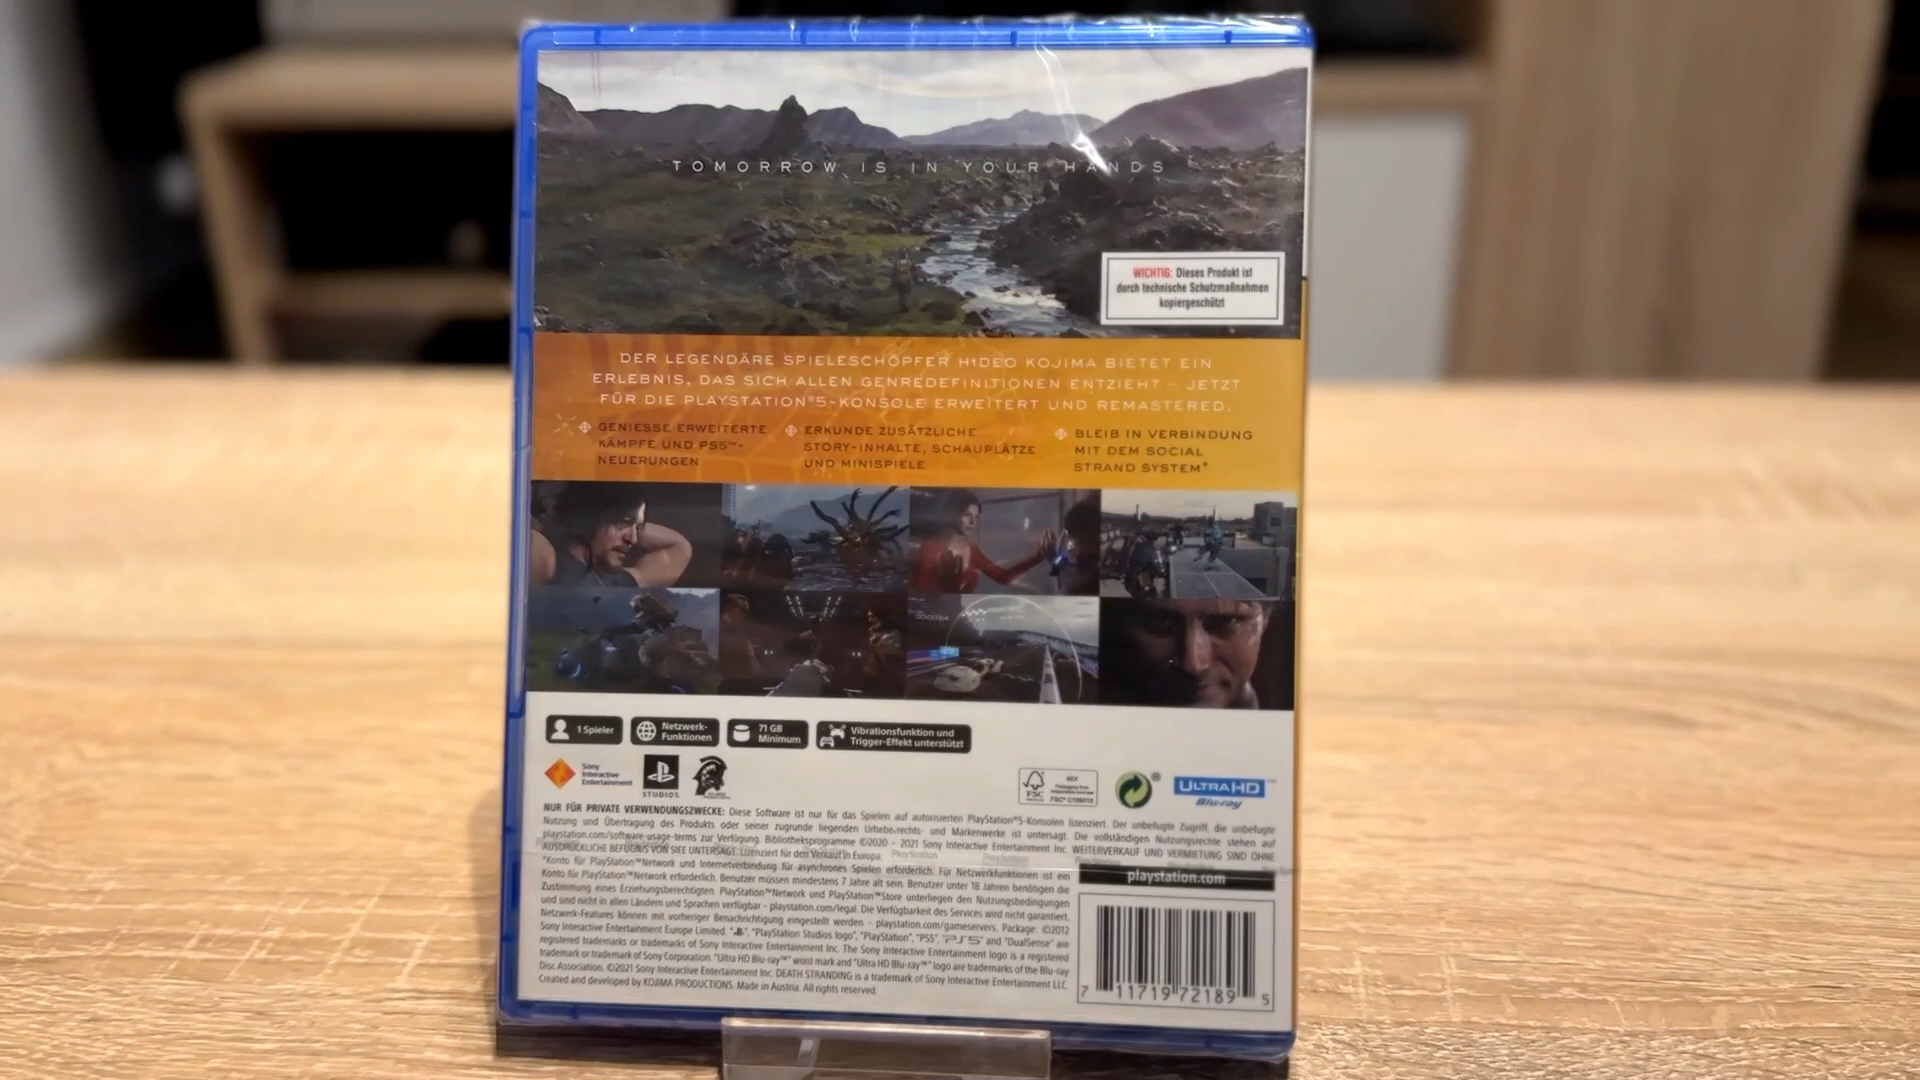 TOMORROW IS IN YOUR HANDS
WICHTIG: Dieses Produkt ist
durch technische Schutzmaßnahmen
kopiergeschützt
DER LEGENDÄRE SPIELESCHÖPFER HIDEO KOJIMA BIETET EIN
ERLEBNIS, DAS SICH ALLEN GENREDEFINITIONEN ENTZIEHT – JETZT
FÜR DIE PLAYSTATION®5-KONSOLE ERWEITERT UND REMASTERED.
GENIESSE ERWEITERTE
KÄMPFE UND PS5™-
NEUERUNGEN
ERKUNDE ZUSÄTZLICHE
STORY-INHALTE, SCHAUPLÄTZE
UND MINISPIELE
BLEIB IN VERBINDUNG
MIT DEM SOCIAL
STRAND SYSTEM*
1 Spieler
Netzwerk-
Funktionen
71 GB
Minimum
Vibrationsfunktion und
Trigger-Effekt unterstützt
Sony
Interactive
Entertainment
STUDIOS
FSC
MIX
ULTRAHD™
Blu-ray
NUR FÜR PRIVATE VERWENDUNGSZWECKE: Diese Software ist nur für das Spielen auf autorisierten PlayStation®5-Konsolen lizenziert. Der unbefugte Zugriff, die unbefugte
Nutzung und Übertragung des Produkts oder seiner zugrunde liegenden Urhebe-rechts- und Markenwerke ist untersagt. Die vollständigen Nutzungsrechte stehen auf
playstation.com/software-usage-terms zur Verfügung. Bibliotheksprogramme ©2020 - 2021 Sony Interactive Entertainment Inc. WEITERVERKAUF UND VERMIETUNG SIND OHNE
AUSDRÜCKLICHE BEFUGNIS VON SIEE UNTERSAGT. Lizenziert für den Verkauf in Europa.
*Konto für PlayStation™Network und Internetverbindung für asynchrones Spielen erforderlich. Für Netzwerkfunktionen ist ein
Konto für PlayStation™Network erforderlich. Benutzer müssen mindestens 7 Jahre alt sein. Benutzer unter 18 Jahren benötigen die
Zustimmung eines Erziehungsberechtigten. PlayStation™Network und PlayStation™Store unterliegen den Nutzungsbedingungen
und sind nicht in allen Ländern und Sprachen verfügbar - playstation.com/legal. Die Verfügbarkeit des Services wird nicht garantiert.
Netzwerk-Features können mit vorheriger Benachrichtigung eingestellt werden - playstation.com/gameservers. Package: ©2012
Sony Interactive Entertainment Europe Limited. "", "PlayStation Studios logo", "PlayStation", "PS5", "PS5" and "DualSense" are
registered trademarks or trademarks of Sony Interactive Entertainment Inc. The Sony Interactive Entertainment logo is a registered
trademark or trademark of Sony Corporation. "Ultra HD Blu-ray™" word mark and "Ultra HD Blu-ray™" logo are trademarks of the Blu-ray
Disc Association. ©2021 Sony Interactive Entertainment Inc. DEATH STRANDING is a trademark of Sony Interactive Entertainment LLC.
Created and developed by KOJIMA PRODUCTIONS. Made in Austria. All rights reserved.
playstation.com
7 11719 72189 5